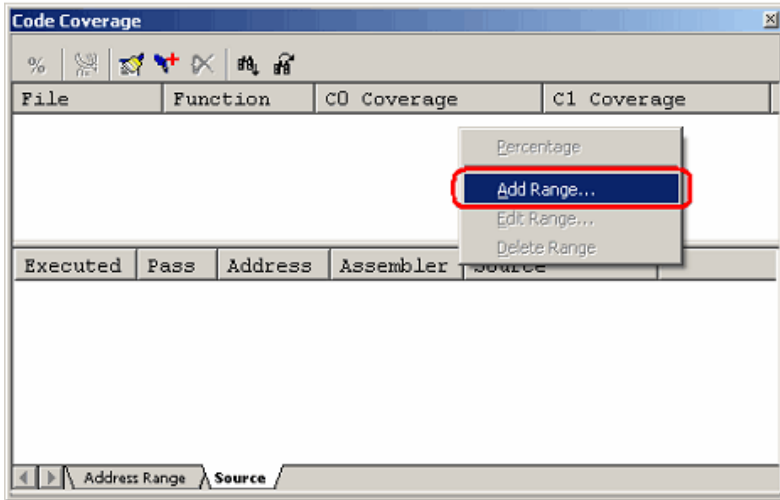 Code Coverage
%
File Function C0 Coverage C1 Coverage
Percentage
Add Range...
Edit Range...
Delete Range
Executed Pass Address Assembler Source
Address Range Source